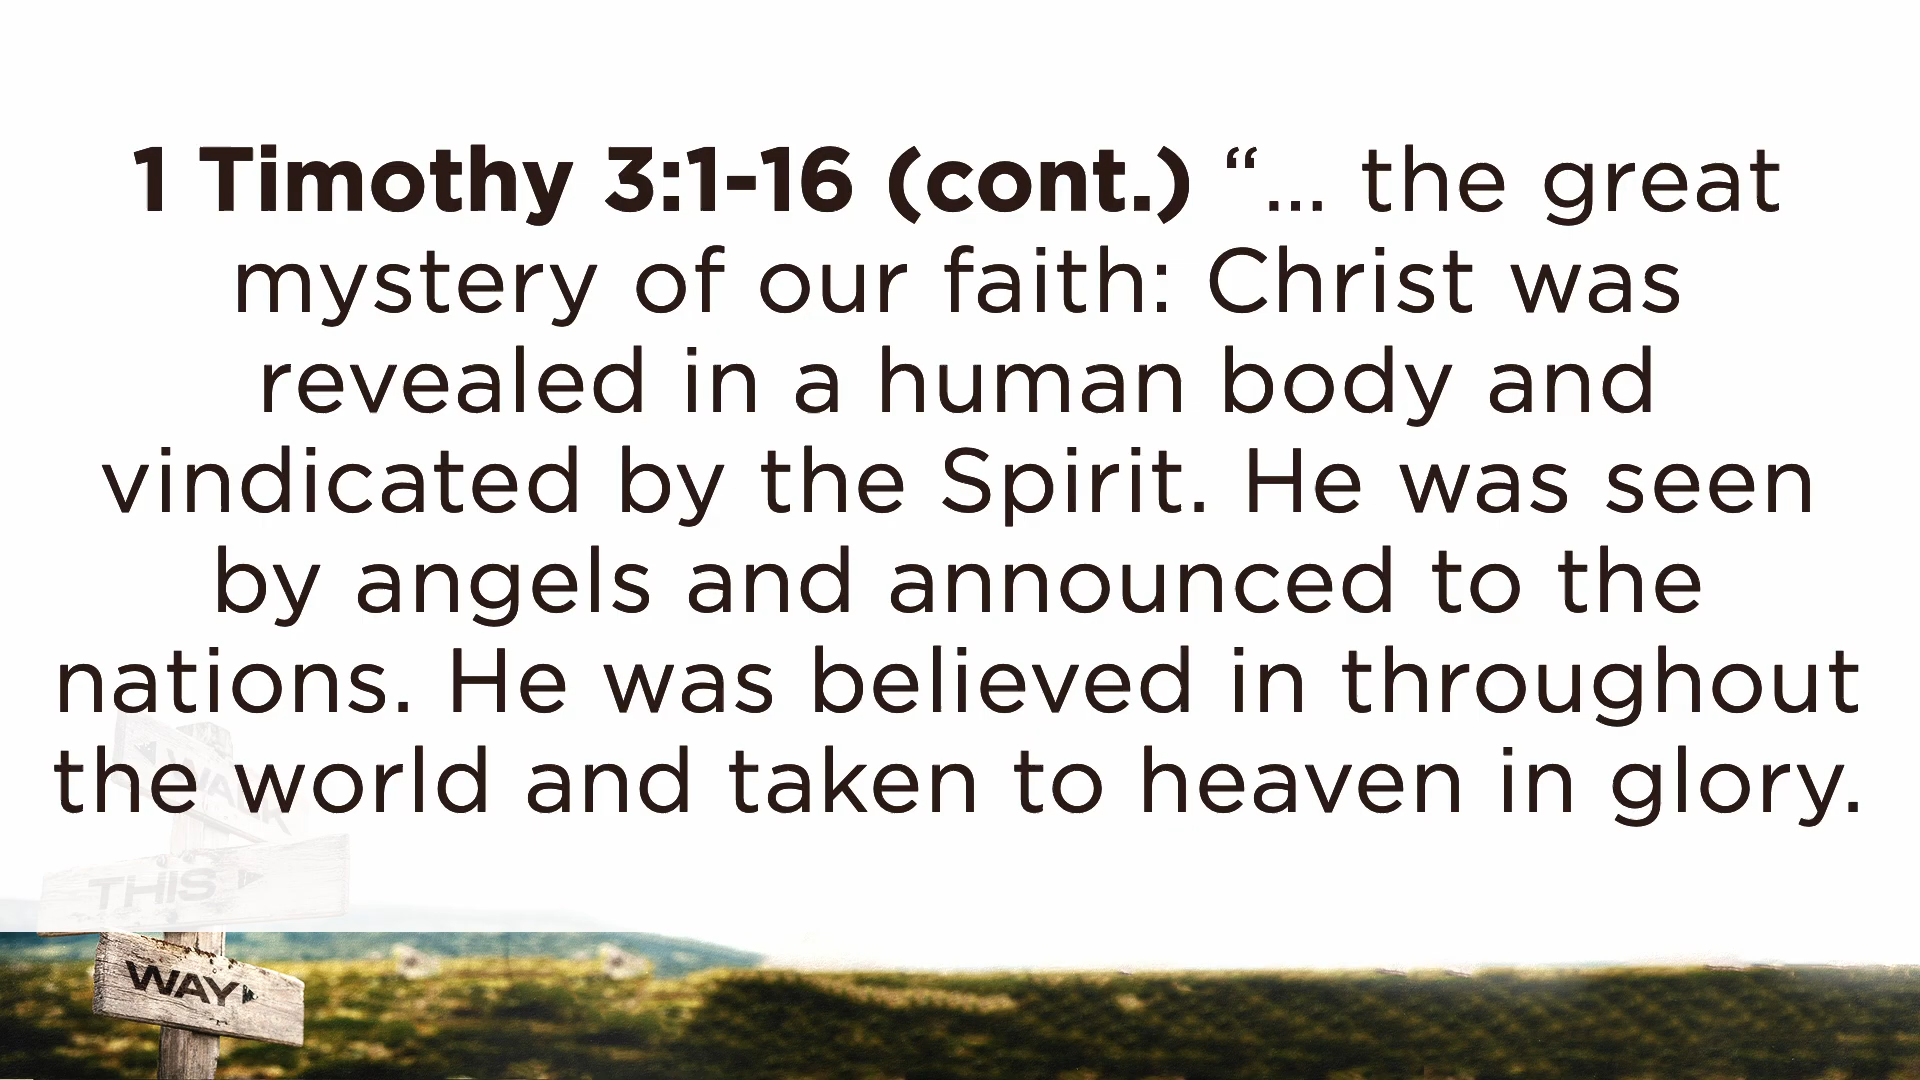 1 Timothy 3:1-16 (cont.) “... the great
mystery of our faith: Christ was
revealed in a human body and
vindicated by the Spirit. He was seen
by angels and announced to the
nations. He was believed in throughout
the world and taken to heaven in glory.
WALK
THIS
WAY